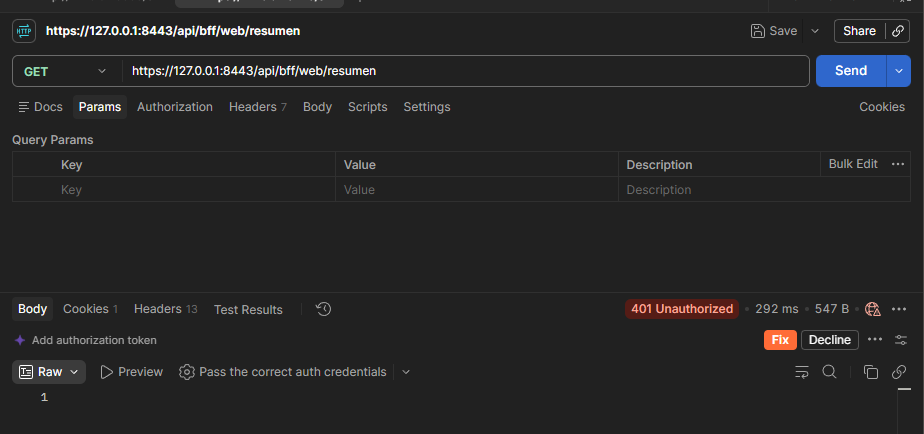 HTTP https://127.0.0.1:8443/api/bff/web/resumen Save Share
GET https://127.0.0.1:8443/api/bff/web/resumen Send
Docs Params Authorization Headers 7 Body Scripts Settings Cookies
Query Params
Key Value Description Bulk Edit
Key Value Description
Body Cookies 1 Headers 13 Test Results 401 Unauthorized 292 ms 547 B
Add authorization token Fix Decline
Raw Preview Pass the correct auth credentials
1